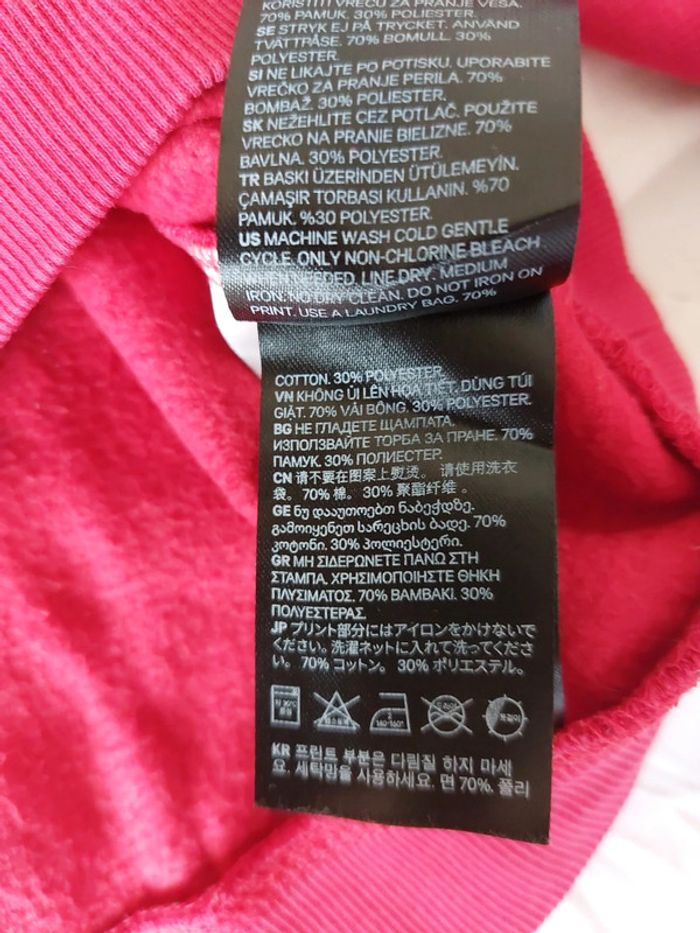 KORISTITI VREĆU ZA PRANJE VEŠA.
70% PAMUK. 30% POLIESTER.
SE STRYK EJ PÅ TRYCKET. ANVÄND
TVÄTTPÅSE. 70% BOMULL. 30%
POLYESTER.
SI NE LIKAJTE PO POTISKU. UPORABITE
VREČKO ZA PRANJE PERILA. 70%
BOMBAŽ. 30% POLIESTER.
SK NEŽEHLITE CEZ POTLAČ. POUŽITE
VRECKO NA PRANIE BIELIZNE. 70%
BAVLNA. 30% POLYESTER.
TR BASKI ÜZERİNDEN ÜTÜLEMEYİN.
ÇAMAŞIR TORBASI KULLANIN. %70
PAMUK. %30 POLYESTER.
US MACHINE WASH COLD GENTLE
CYCLE. ONLY NON-CHLORINE BLEACH
NEEDED. LINE DRY. MEDIUM
IRON. NO DRY CLEAN. DO NOT IRON ON
PRINT. USE A LAUNDRY BAG. 70%
COTTON. 30% POLYESTER.
VN KHÔNG ỦI LÊN HỌA TIẾT. DÙNG TÚI
GIẶT. 70% VẢI BÔNG. 30% POLYESTER.
BG НЕ ГЛАДЕТЕ ЩАМПАТА.
ИЗПОЛЗВАЙТЕ ТОРБА ЗА ПРАНЕ. 70%
ПАМУК. 30% ПОЛИЕСТЕР.
CN 请不要在图案上熨烫。 请使用洗衣
袋。 70% 棉。 30% 聚酯纤维 。
GE ნუ დააუთოებთ ნაბეჭდზე.
გამოიყენეთ სარეცხის ბადე. 70%
კოტონი. 30% პოლიესტერი.
GR ΜΗ ΣΙΔΕΡΩΝΕΤΕ ΠΑΝΩ ΣΤΗ
ΣΤΑΜΠΑ. ΧΡΗΣΙΜΟΠΟΙΗΣΤΕ ΘΗΚΗ
ΠΛΥΣΙΜΑΤΟΣ. 70% ΒΑΜΒΑΚΙ. 30%
ΠΟΛΥΕΣΤΕΡΑΣ.
JP プリント部分にはアイロンをかけないで
ください。洗濯ネットに入れて洗ってくださ
い。 70% コットン。 30% ポリエステル。
KR 프린트 부분은 다림질 하지 마세
요. 세탁망을 사용하세요. 면 70%. 폴리